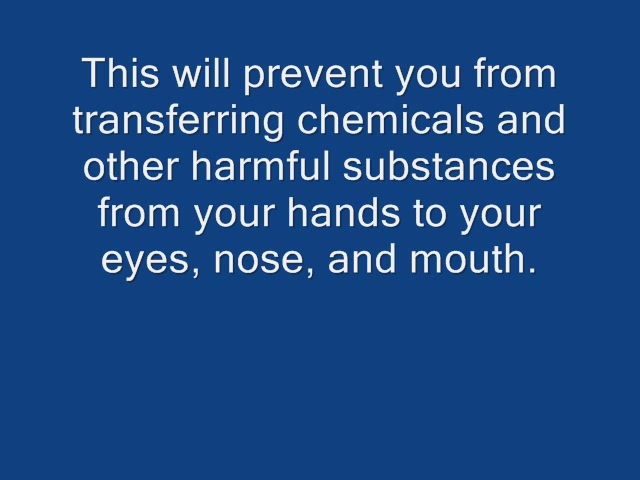 This will prevent you from
transferring chemicals and
other harmful substances
from your hands to your
eyes, nose, and mouth.